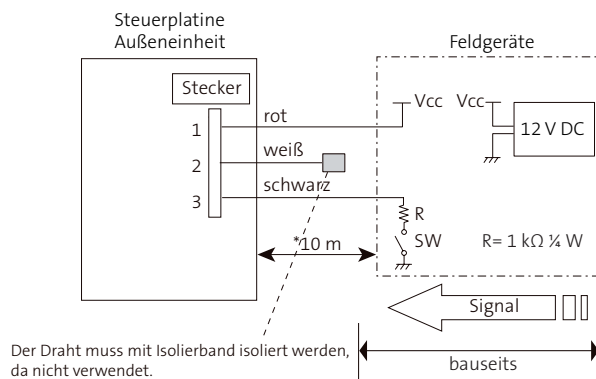 Steuerplatine
Außeneinheit
Feldgeräte
Stecker
1
rot
Vcc
Vcc
12 V DC
2
weiß
3
schwarz
R
SW
R= 1 kΩ ¼ W
*10 m
Signal
Der Draht muss mit Isolierband isoliert werden,
da nicht verwendet.
bauseits